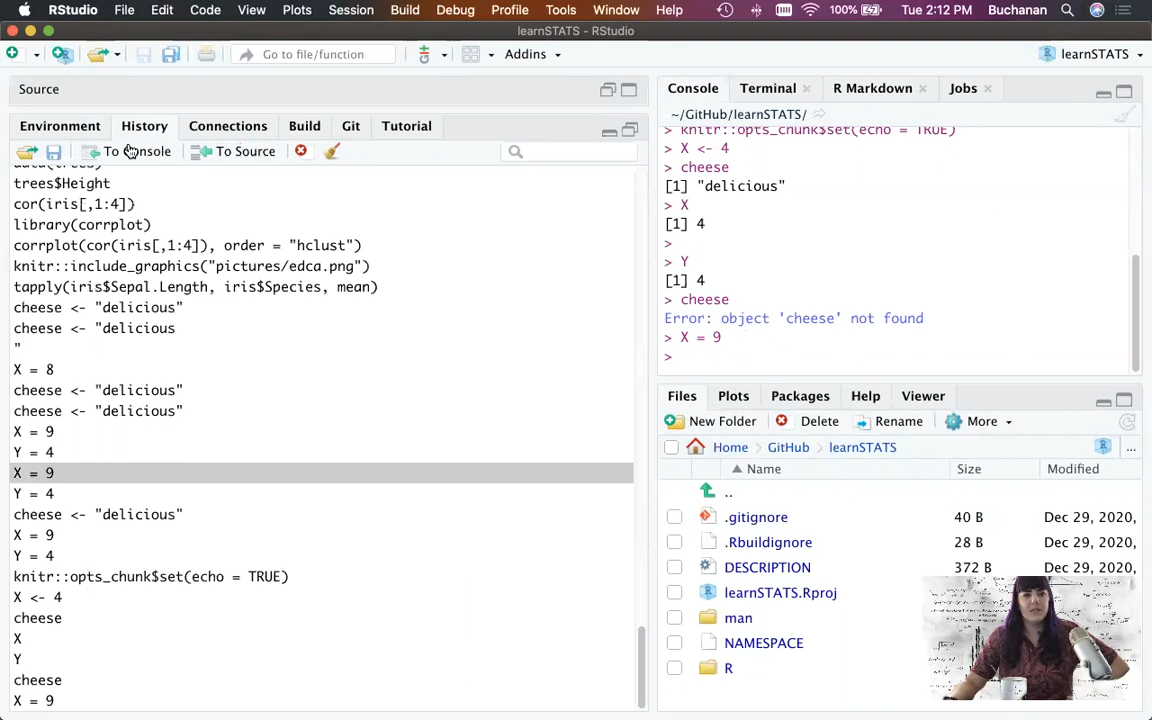 RStudio File Edit Code View Plots Session Build Debug Profile Tools Window Help 100% Tue 2:12 PM Buchanan
learnSTATS - RStudio
Go to file/function Addins learnSTATS
Source
Environment History Connections Build Git Tutorial
To Console To Source
data(trees)
trees$Height
cor(iris[,1:4])
library(corrplot)
corrplot(cor(iris[,1:4]), order = "hclust")
knitr::include_graphics("pictures/edca.png")
tapply(iris$Sepal.Length, iris$Species, mean)
cheese <- "delicious"
cheese <- "delicious
"
X = 8
cheese <- "delicious"
cheese <- "delicious"
X = 9
Y = 4
X = 9
Y = 4
cheese <- "delicious"
X = 9
Y = 4
knitr::opts_chunk$set(echo = TRUE)
X <- 4
cheese
X
Y
cheese
X = 9
Console Terminal R Markdown Jobs
~/GitHub/learnSTATS/
> knitr::opts_chunk$set(echo = TRUE)
> X <- 4
> cheese
[1] "delicious"
> X
[1] 4
>
> Y
[1] 4
> cheese
Error: object 'cheese' not found
> X = 9
>
Files Plots Packages Help Viewer
New Folder Delete Rename More
Home GitHub learnSTATS ...
Name Size Modified
..
.gitignore 40 B Dec 29, 2020,
.Rbuildignore 28 B Dec 29, 2020,
DESCRIPTION 372 B Dec 29, 2020,
learnSTATS.Rproj
man
NAMESPACE
R